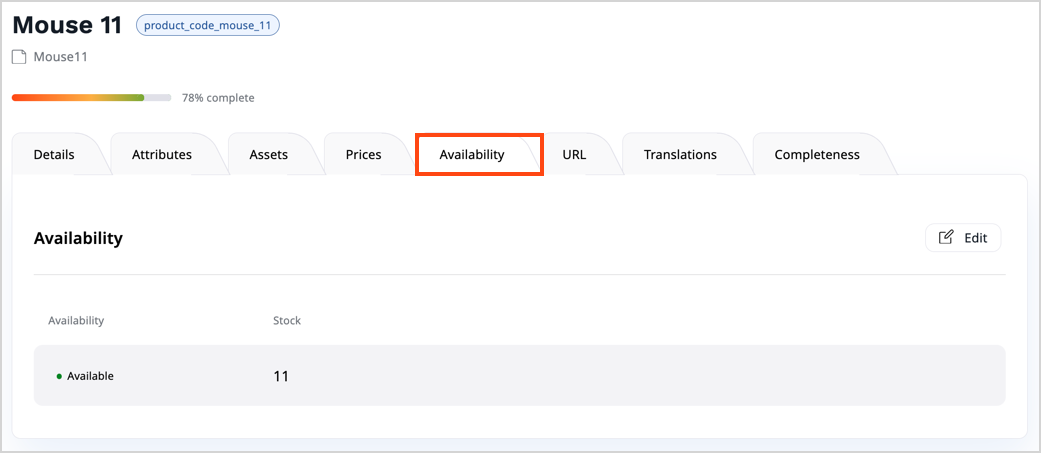 Mouse 11 product_code_mouse_11
Mouse11
78% complete
Details Attributes Assets Prices Availability URL Translations Completeness
Availability Edit
Availability Stock
Available 11